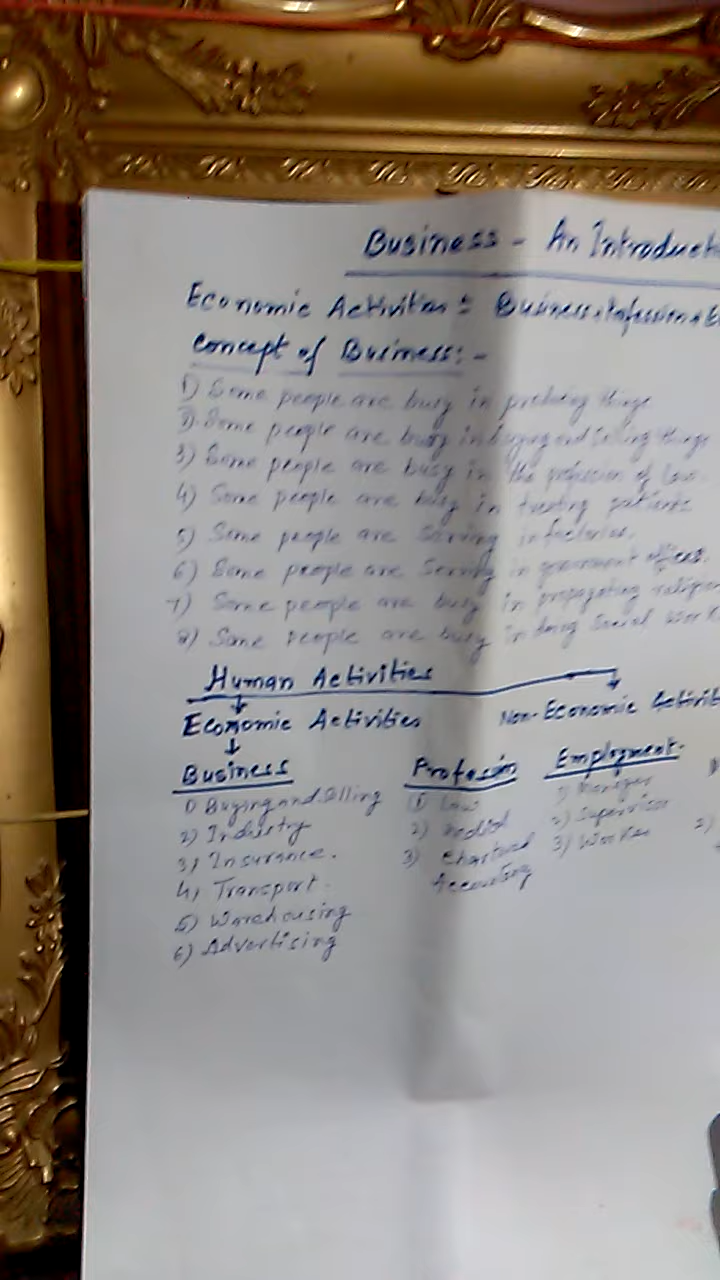 Business - An Introducti
Economic Activities = Business + Profession + E
Concept of Business: -
1) Some people are busy in producing things
2) Some people are busy in buying and selling things
3) Some people are busy in the profession of law.
4) Some people are busy in treating patients
5) Some people are serving in factories.
6) Some people are serving in government offices.
7) Some people are busy in propagating religion
8) Some people are busy in doing Social work
Human Activities
Economic Activities Non-Economic Activit
Business Profession Employment.
1) Buying and Selling 1) Law 1) Manager
2) Industry 2) 2) Supervisor 2)
3) Insurance. 3) Chartered Accounting 3) Worker
4) Transport.
5) Warehousing
6) Advertising